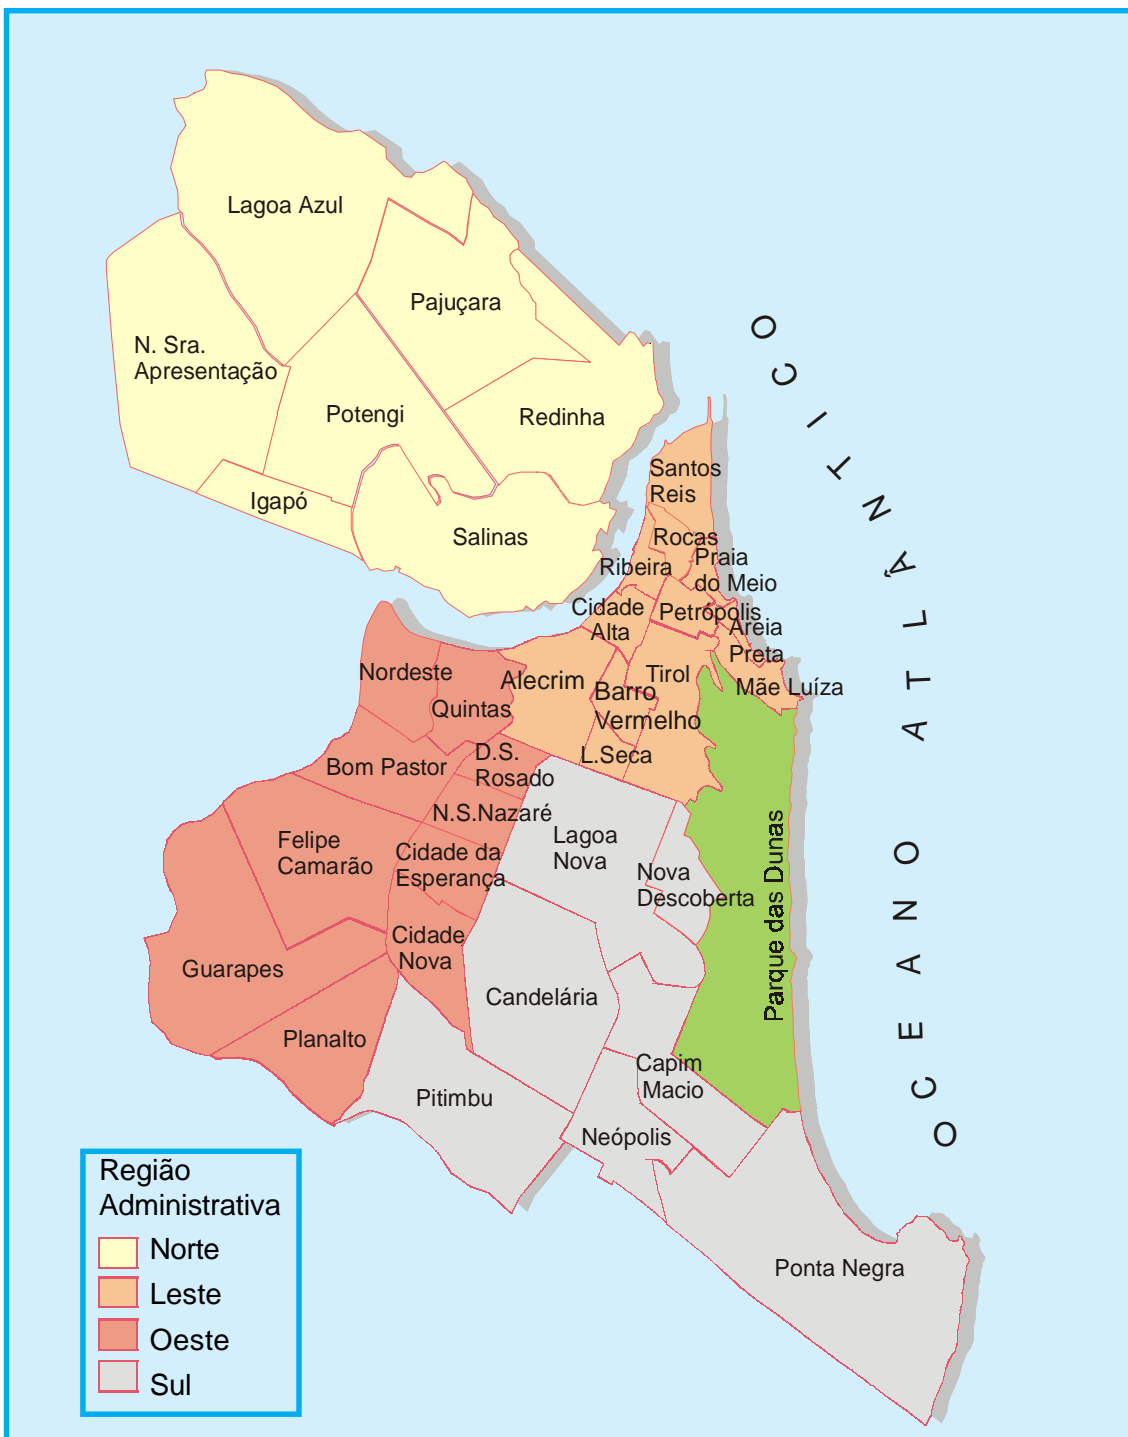 Lagoa Azul
Pajuçara
N. Sra.
Apresentação
Potengi
Redinha
Igapó
Salinas
Santos
Reis
Rocas
Praia
do Meio
Ribeira
Cidade
Alta
Petrópolis
Areia
Preta
Mãe Luíza
Tirol
Alecrim
Barro
Vermelho
L.Seca
Nordeste
Quintas
D.S.
Rosado
Bom Pastor
N.S.Nazaré
Felipe
Camarão
Cidade da
Esperança
Cidade
Nova
Guarapes
Planalto
Lagoa
Nova
Nova
Descoberta
Parque das Dunas
Candelária
Pitimbu
Capim
Macio
Neópolis
Ponta Negra
OCEANO ATLÂNTICO
Região
Administrativa
Norte
Leste
Oeste
Sul